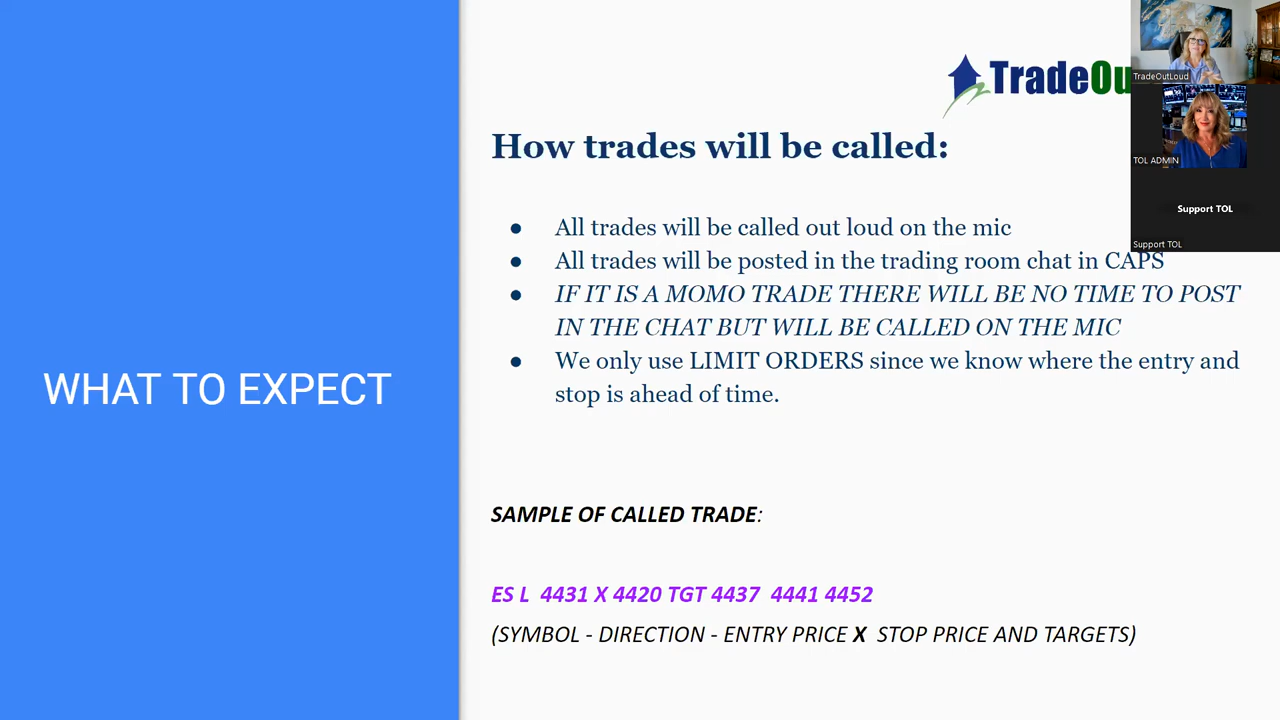 TradeOu
TradeOutLoud
How trades will be called:
TOL ADMIN
Support TOL
Support TOL
● All trades will be called out loud on the mic
● All trades will be posted in the trading room chat in CAPS
● IF IT IS A MOMO TRADE THERE WILL BE NO TIME TO POST
IN THE CHAT BUT WILL BE CALLED ON THE MIC
● We only use LIMIT ORDERS since we know where the entry and
stop is ahead of time.
WHAT TO EXPECT
SAMPLE OF CALLED TRADE:
ES L 4431 X 4420 TGT 4437 4441 4452
(SYMBOL - DIRECTION - ENTRY PRICE X STOP PRICE AND TARGETS)